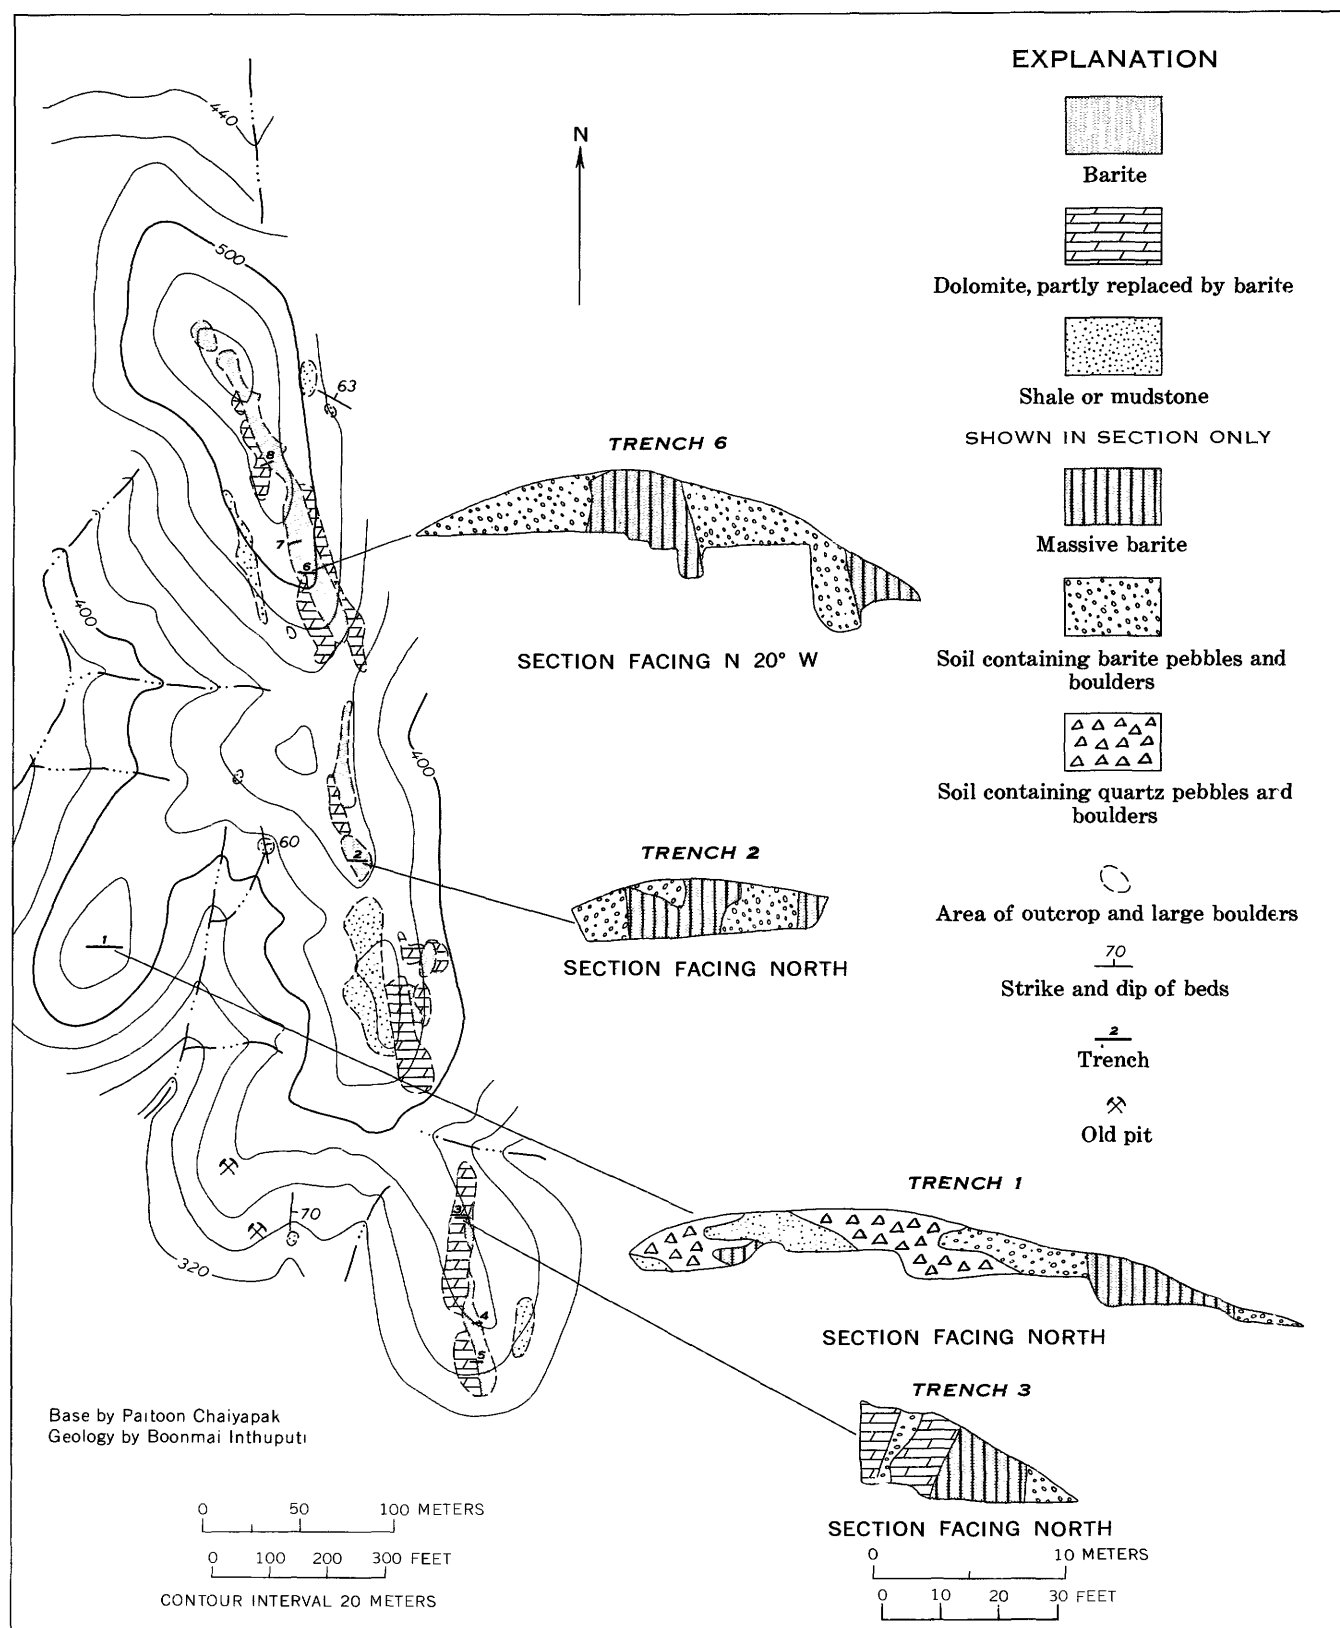 EXPLANATION
Barite
Dolomite, partly replaced by barite
Shale or mudstone
SHOWN IN SECTION ONLY
Massive barite
Soil containing barite pebbles and
boulders
Soil containing quartz pebbles ard
boulders
Area of outcrop and large boulders
70
Strike and dip of beds
2
Trench
Old pit
N
440
500
63
8
7
6
400
400
60
2
1
70
320
3
4
5
TRENCH 6
SECTION FACING N 20° W
TRENCH 2
SECTION FACING NORTH
TRENCH 1
SECTION FACING NORTH
TRENCH 3
SECTION FACING NORTH
0 10 METERS
0 10 20 30 FEET
Base by Paitoon Chaiyapak
Geology by Boonmai Inthuputi
0 50 100 METERS
0 100 200 300 FEET
CONTOUR INTERVAL 20 METERS